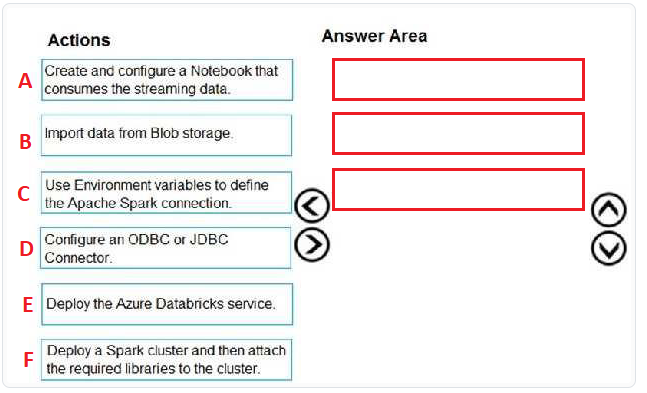 Actions
Answer Area
A
Create and configure a Notebook that
consumes the streaming data.
B
Import data from Blob storage.
C
Use Environment variables to define
the Apache Spark connection.
D
Configure an ODBC or JDBC
Connector.
E
Deploy the Azure Databricks service.
F
Deploy a Spark cluster and then attach
the required libraries to the cluster.